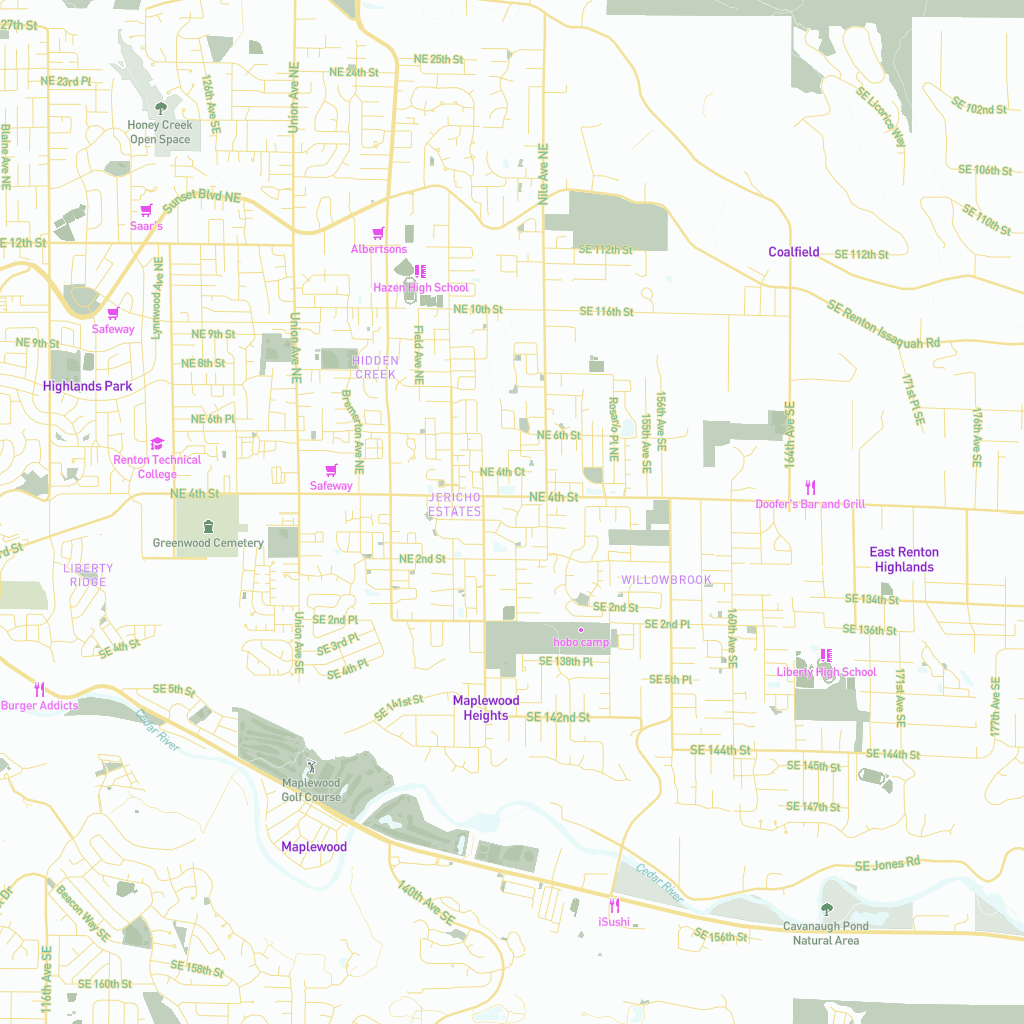 27th St
NE 23rd Pl
126th Ave SE
Union Ave NE
NE 24th St
NE 25th St
Honey Creek
Open Space
Blaine Ave NE
Nile Ave NE
SE Licorice Way
SE 102nd St
SE 106th St
SE 110th St
Sunset Blvd NE
Saar's
Albertsons
E 12th St
SE 112th St
Coalfield
SE 112th St
Hazen High School
Lynnwood Ave NE
Safeway
NE 10th St
SE 116th St
SE Renton Issaquah Rd
NE 9th St
NE 9th St
Union Ave NE
Field Ave NE
NE 8th St
HIDDEN
CREEK
Highlands Park
Bremerton Ave NE
Rosario Pl NE
155th Ave SE
156th Ave SE
164th Ave SE
171st Pl SE
176th Ave SE
NE 6th Pl
NE 6th St
Renton Technical
College
NE 4th Ct
Safeway
NE 4th St
JERICHO
ESTATES
NE 4th St
Doofer's Bar and Grill
Greenwood Cemetery
rd St
NE 2nd St
East Renton
Highlands
LIBERTY
RIDGE
WILLOWBROOK
SE 134th St
SE 2nd St
SE 2nd Pl
SE 2nd Pl
Union Ave SE
160th Ave SE
SE 136th St
hobo camp
SE 3rd Pl
SE 4th St
SE 4th Pl
SE 138th Pl
Liberty High School
SE 5th Pl
171st Ave SE
177th Ave SE
SE 5th St
Burger Addicts
SE 141st St
Maplewood
Heights
SE 142nd St
Cedar River
SE 144th St
SE 144th St
SE 145th St
Maplewood
Golf Course
SE 147th St
Maplewood
SE Jones Rd
Cedar River
Dr
Beacon Way SE
140th Ave SE
iSushi
Cavanaugh Pond
Natural Area
SE 156th St
116th Ave SE
SE 158th St
SE 160th St